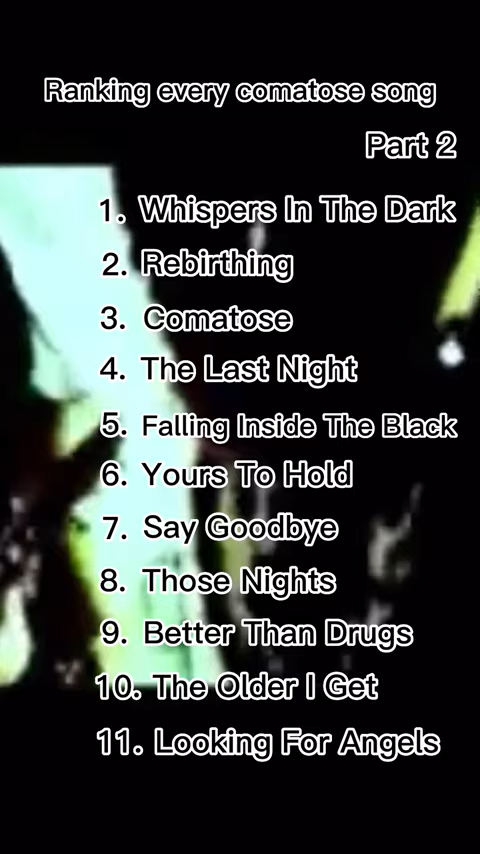 Ranking every comatose song
Part 2
1. Whispers In The Dark
2. Rebirthing
3. Comatose
4. The Last Night
5. Falling Inside The Black
6. Yours To Hold
7. Say Goodbye
8. Those Nights
9. Better Than Drugs
10. The Older I Get
11. Looking For Angels